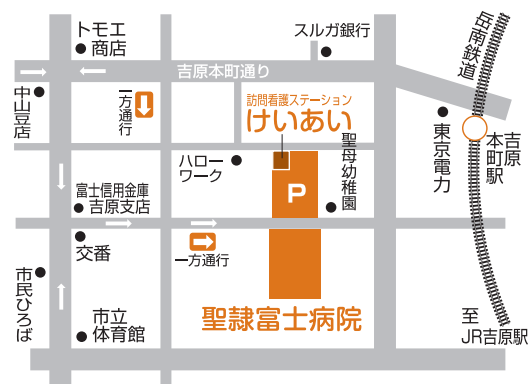 トモエ
商店
スルガ銀行
岳南鉄道
吉原本町通り
中山豆店
一方通行
訪問看護ステーション
けいあい
聖母幼稚園
東京電力
吉原
本町駅
ハロー
ワーク
富士信用金庫
吉原支店
P
交番
一方通行
市民ひろば
市立
体育館
聖隷富士病院
至
JR吉原駅